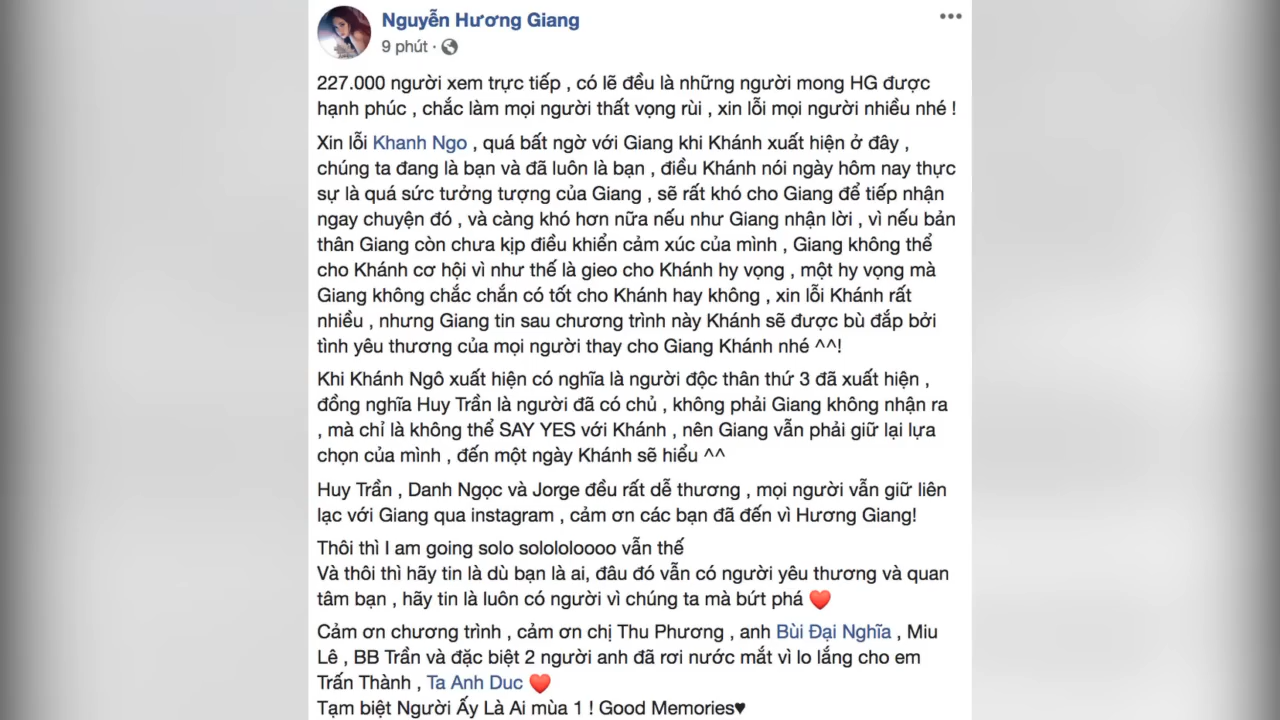 Nguyễn Hương Giang
9 phút ·
227.000 người xem trực tiếp , có lẽ đều là những người mong HG được
hạnh phúc , chắc làm mọi người thất vọng rùi , xin lỗi mọi người nhiều nhé !
Xin lỗi Khanh Ngo , quá bất ngờ với Giang khi Khánh xuất hiện ở đây ,
chúng ta đang là bạn và đã luôn là bạn , điều Khánh nói ngày hôm nay thực
sự là quá sức tưởng tượng của Giang , sẽ rất khó cho Giang để tiếp nhận
ngay chuyện đó , và càng khó hơn nữa nếu như Giang nhận lời , vì nếu bản
thân Giang còn chưa kịp điều khiển cảm xúc của mình , Giang không thể
cho Khánh cơ hội vì như thế là gieo cho Khánh hy vọng , một hy vọng mà
Giang không chắc chắn có tốt cho Khánh hay không , xin lỗi Khánh rất
nhiều , nhưng Giang tin sau chương trình này Khánh sẽ được bù đắp bởi
tình yêu thương của mọi người thay cho Giang Khánh nhé ^^!
Khi Khánh Ngô xuất hiện có nghĩa là người độc thân thứ 3 đã xuất hiện ,
đồng nghĩa Huy Trần là người đã có chủ , không phải Giang không nhận ra
, mà chỉ là không thể SAY YES với Khánh , nên Giang vẫn phải giữ lại lựa
chọn của mình , đến một ngày Khánh sẽ hiểu ^^
Huy Trần , Danh Ngọc và Jorge đều rất dễ thương , mọi người vẫn giữ liên
lạc với Giang qua instagram , cảm ơn các bạn đã đến vì Hương Giang!
Thôi thì I am going solo solololoooo vẫn thế
Và thôi thì hãy tin là dù bạn là ai, đâu đó vẫn có người yêu thương và quan
tâm bạn , hãy tin là luôn có người vì chúng ta mà bứt phá ❤️
Cảm ơn chương trình , cảm ơn chị Thu Phương , anh Bùi Đại Nghĩa , Miu
Lê , BB Trần và đặc biệt 2 người anh đã rơi nước mắt vì lo lắng cho em
Trấn Thành , Ta Anh Duc ❤️
Tạm biệt Người Ấy Là Ai mùa 1 ! Good Memories♥